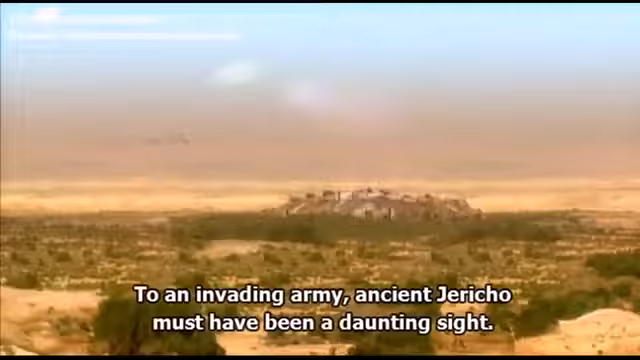 To an invading army, ancient Jericho
must have been a daunting sight.